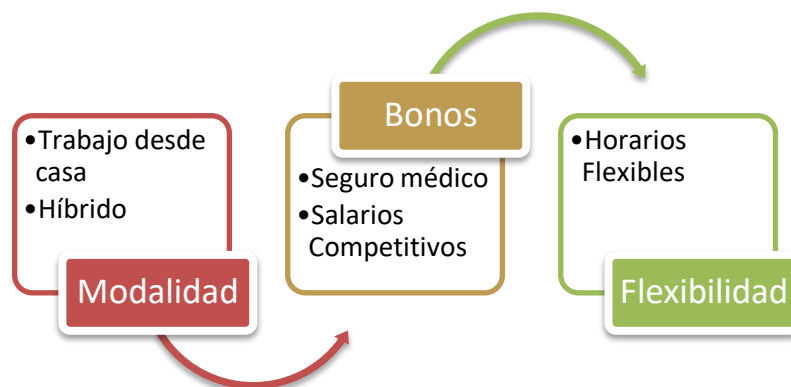 •Trabajo desde
casa
•Híbrido
Modalidad
Bonos
•Seguro médico
•Salarios
Competitivos
•Horarios
Flexibles
Flexibilidad